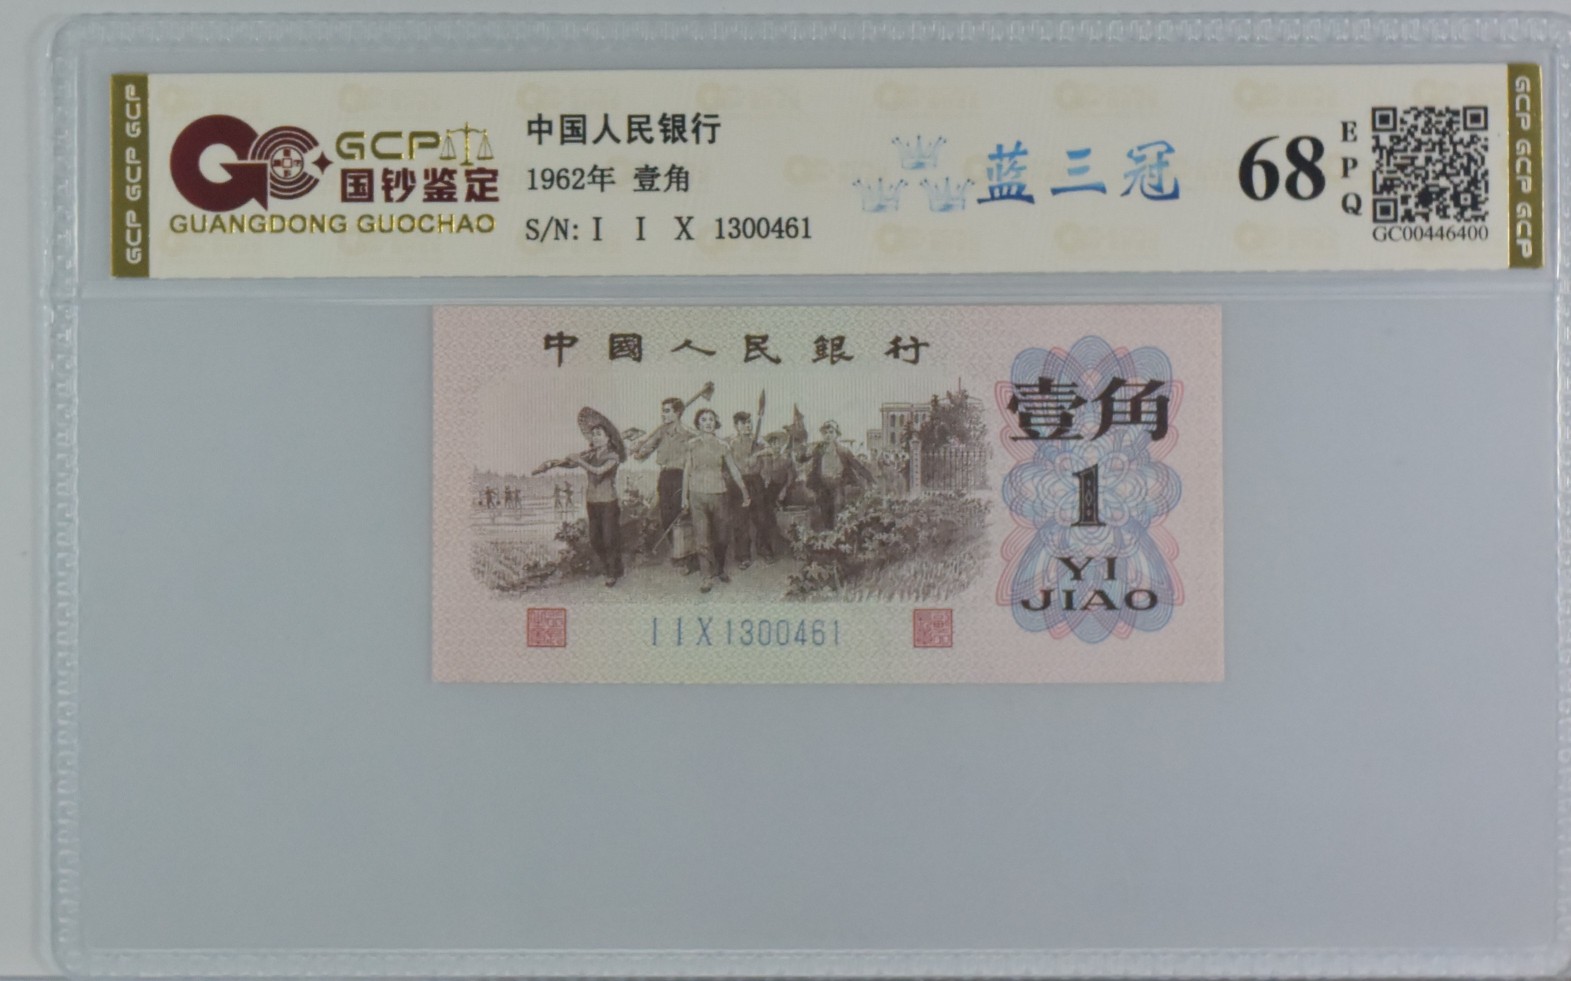 GCP GCP GCP
GCP
国钞鉴定
GUANGDONG GUOCHAO
中国人民银行
1962年 壹角
S/N: I I X 1300461
蓝三冠
68
EPQ
GC00446400
GCP GCP GCP
中國人民銀行
壹角
1
YI
JIAO
I I X 1300461